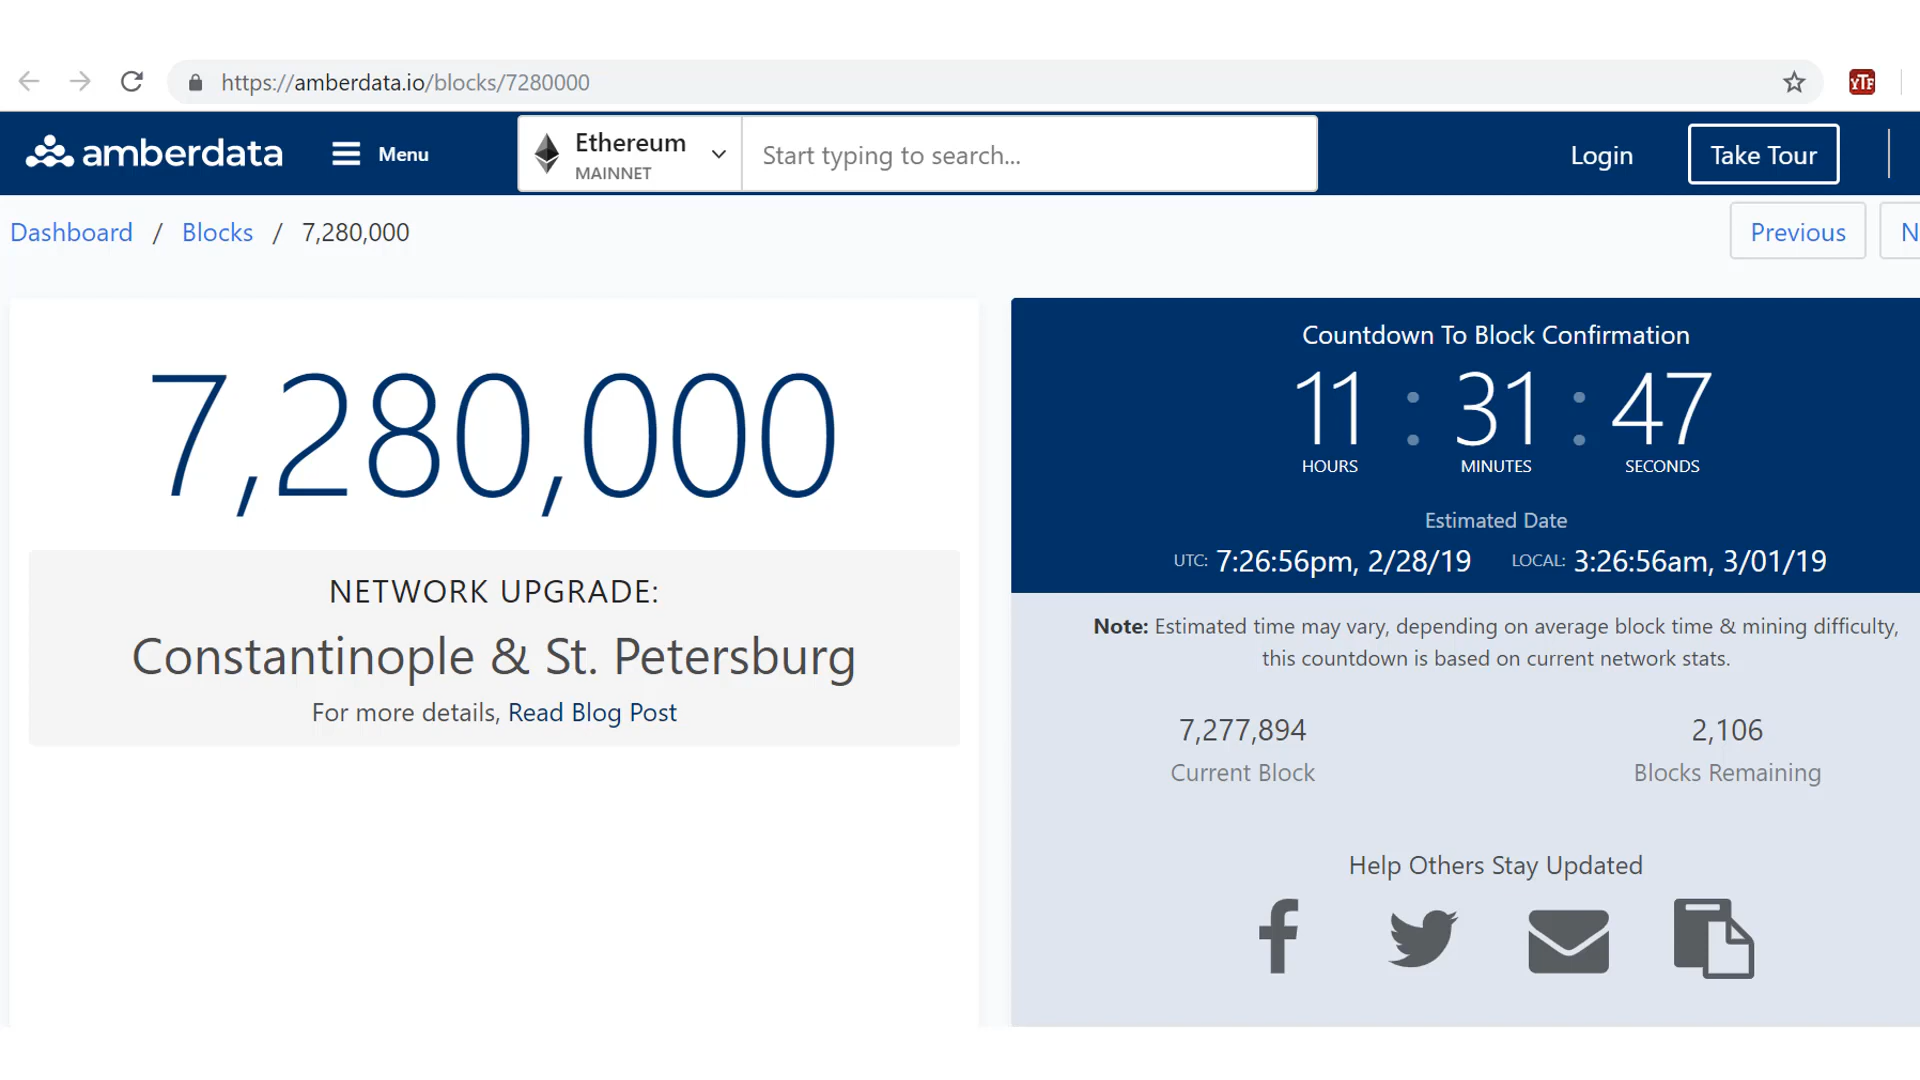 https://amberdata.io/blocks/7280000
YTF
amberdata
Menu
Ethereum
MAINNET
Start typing to search...
Login
Take Tour
Dashboard / Blocks / 7,280,000
Previous
N
7,280,000
NETWORK UPGRADE:
Constantinople & St. Petersburg
For more details, Read Blog Post
Countdown To Block Confirmation
11 : 31 : 47
HOURS MINUTES SECONDS
Estimated Date
UTC: 7:26:56pm, 2/28/19 LOCAL: 3:26:56am, 3/01/19
Note: Estimated time may vary, depending on average block time & mining difficulty,
this countdown is based on current network stats.
7,277,894 2,106
Current Block Blocks Remaining
Help Others Stay Updated